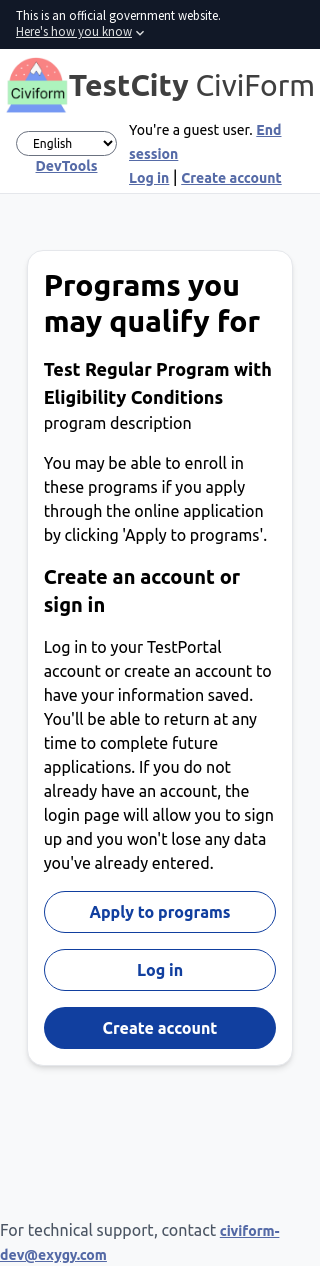 This is an official government website.
Here's how you know
Civiform
TestCity CiviForm
English
DevTools
You're a guest user. End
session
Log in | Create account
Programs you
may qualify for
Test Regular Program with
Eligibility Conditions
program description
You may be able to enroll in
these programs if you apply
through the online application
by clicking 'Apply to programs'.
Create an account or
sign in
Log in to your TestPortal
account or create an account to
have your information saved.
You'll be able to return at any
time to complete future
applications. If you do not
already have an account, the
login page will allow you to sign
up and you won't lose any data
you've already entered.
Apply to programs
Log in
Create account
For technical support, contact civiform-
dev@exygy.com